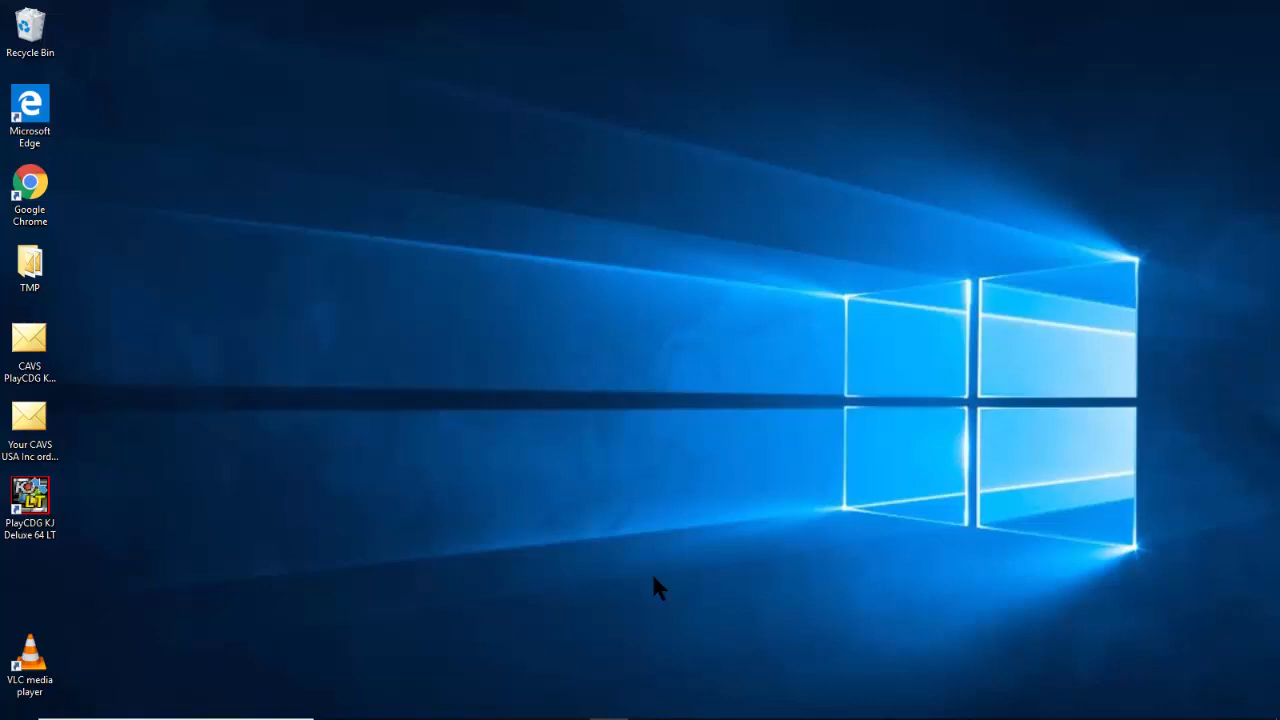 Recycle Bin
Microsoft
Edge
Google
Chrome
TMP
CAVS
PlayCDG K...
Your CAVS
USA Inc ord...
LT
PlayCDG KJ
Deluxe 64 LT
VLC media
player